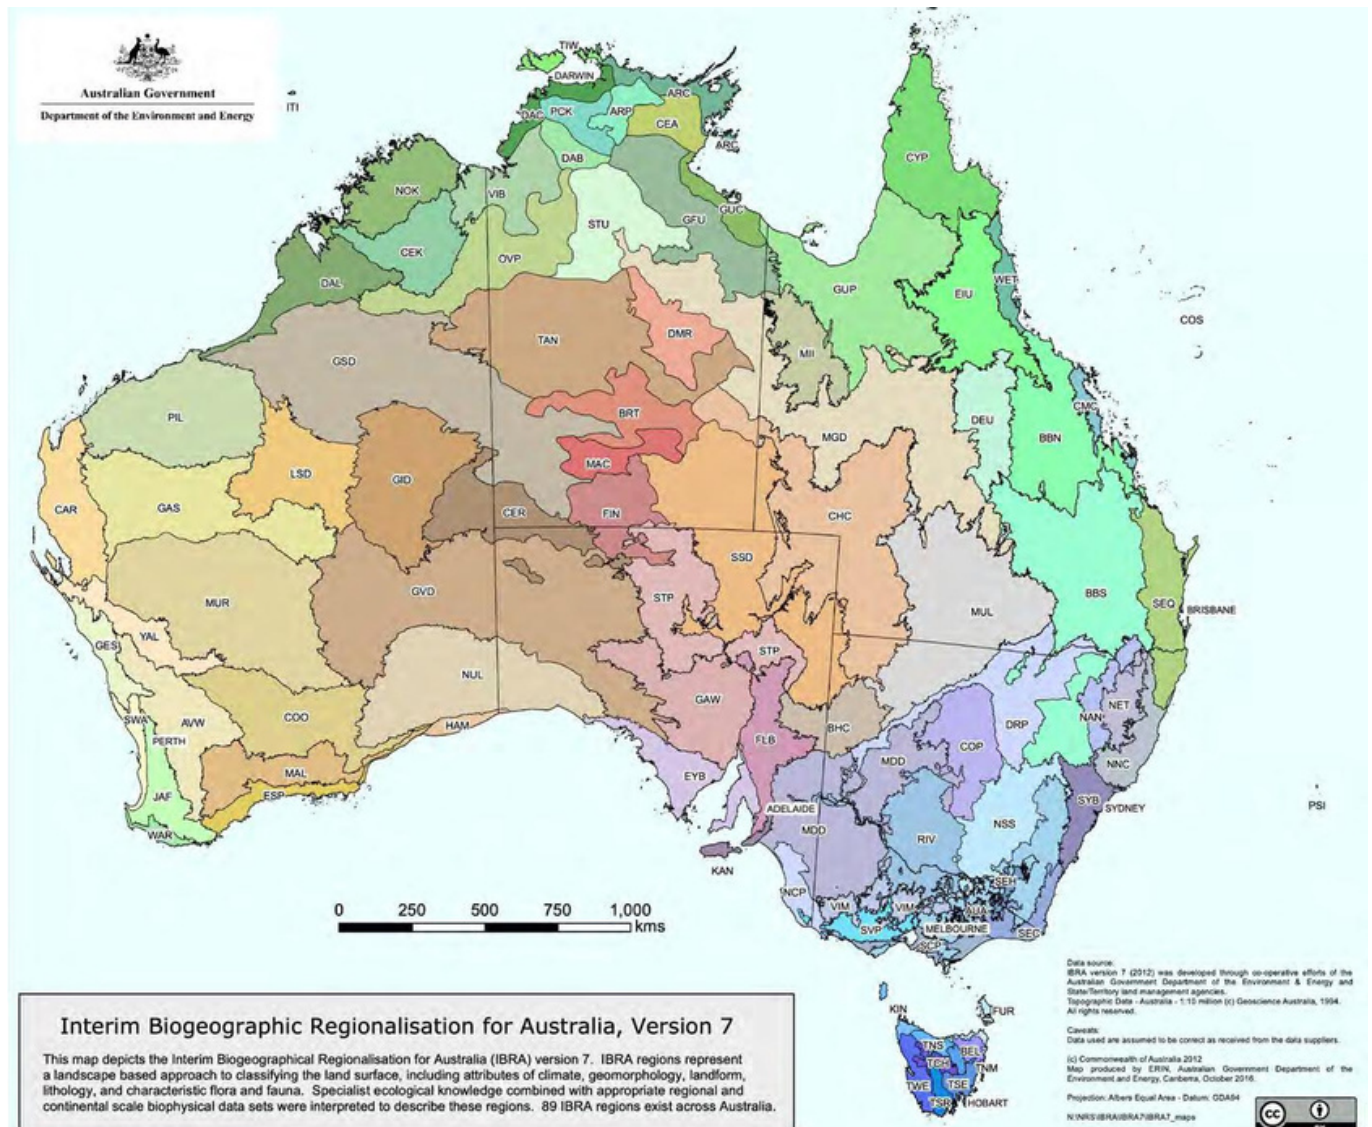 Australian Government
Department of the Environment and Energy
ITI
TIW
DARWIN
ARC
DAC
PCK
ARP
CEA
ARC
DAB
CYP
NOK
VIB
GUC
STU
GFU
CEK
OVP
DAL
GUP
EIU
WET
COS
TAN
DMR
MII
GSD
PIL
BRT
CMC
DEU
MGD
BBN
LSD
MAC
GID
CAR
GAS
CER
FIN
CHC
SSD
GVD
MUR
STP
MUL
BBS
SEQ
BRISBANE
YAL
GES
STP
NUL
GAW
NET
COO
SWA
AVW
HAM
BHC
DRP
NAN
PERTH
FLB
COP
MDD
NNC
MAL
EYB
JAF
ESP
ADELAIDE
SYB
SYDNEY
PSI
WAR
MDD
RIV
NSS
KAN
NCP
SEH
VIM
VIM
AUA
SVP
MELBOURNE
SEC
SCP
0 250 500 750 1,000
kms
KIN
FUR
TNS
BEL
TCH
TNM
TWE
TSE
TSR
HOBART
Interim Biogeographic Regionalisation for Australia, Version 7
This map depicts the Interim Biogeographical Regionalisation for Australia (IBRA) version 7. IBRA regions represent
a landscape based approach to classifying the land surface, including attributes of climate, geomorphology, landform,
lithology, and characteristic flora and fauna. Specialist ecological knowledge combined with appropriate regional and
continental scale biophysical data sets were interpreted to describe these regions. 89 IBRA regions exist across Australia.
Data source:
IBRA version 7 (2012) was developed through co-operative efforts of the
Australian Government Department of the Environment & Energy and
State/Territory land management agencies.
Topographic Data - Australia - 1:10 million (c) Geoscience Australia, 1994.
All rights reserved.
Caveats:
Data used are assumed to be correct as received from the data suppliers.
(c) Commonwealth of Australia 2012
Map produced by ERIN, Australian Government Department of the
Environment and Energy, Canberra, October 2016.
Projection: Albers Equal Area - Datum: GDA94
N:\NRS\IBRA\IBRA7\IBRA7_maps
cc